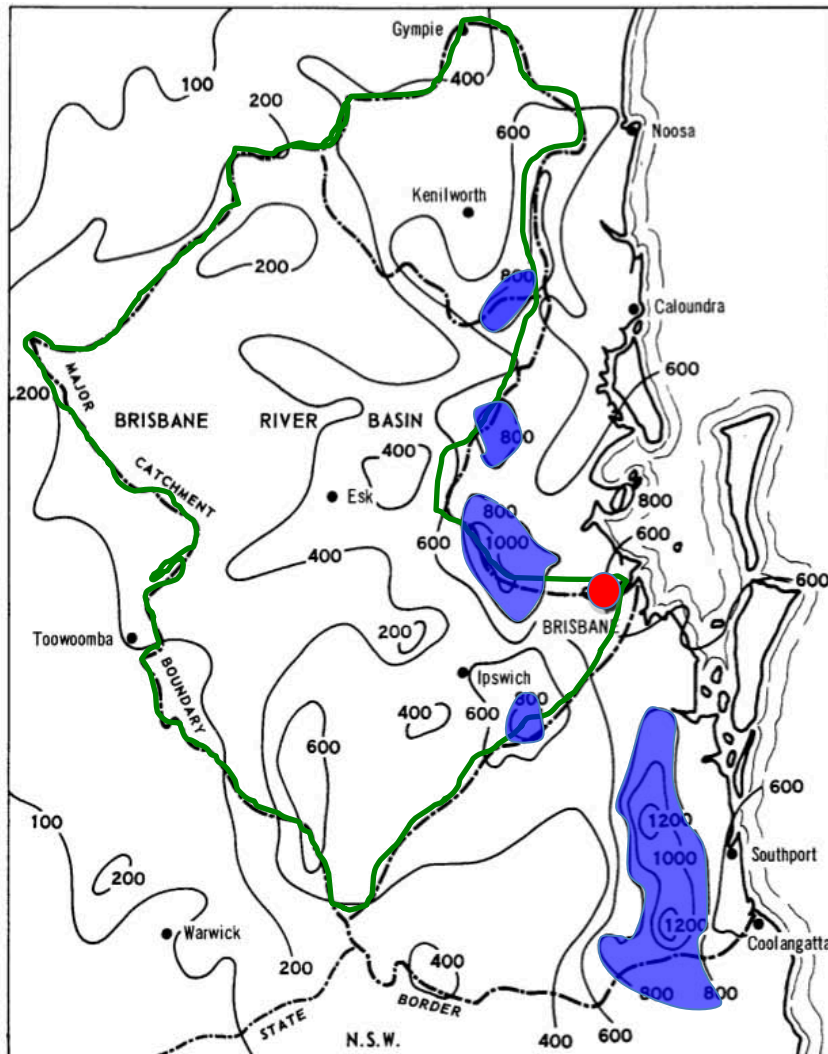 Gympie
400
100
200
600
Noosa
Kenilworth
200
800
Caloundra
200
MAJOR
600
BRISBANE RIVER BASIN
400
800
CATCHMENT
Esk
800
800
600
1000
600
400
600
BRISBANE
200
Toowoomba
Ipswich
BOUNDARY
800
400
600
600
600
100
1200
Southport
1000
200
Warwick
1200
Coolangatta
400
200
BORDER
800
800
STATE
N.S.W.
400
600